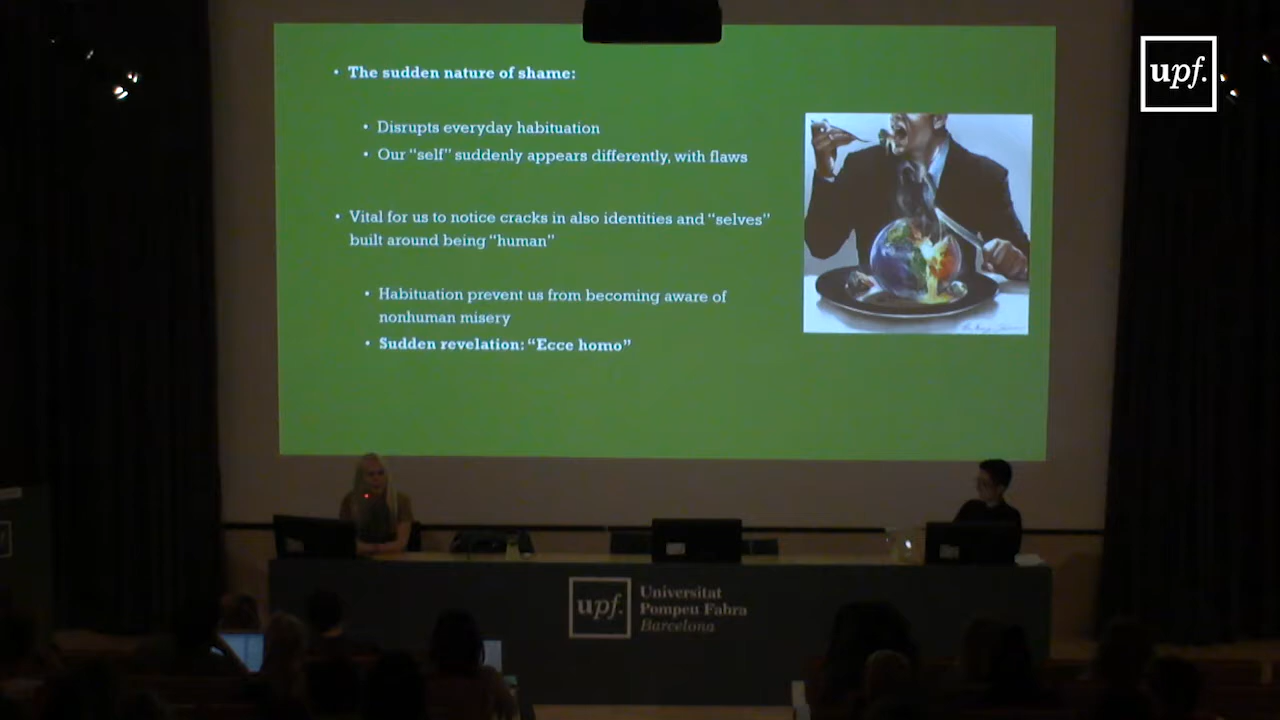 • The sudden nature of shame:
• Disrupts everyday habituation
• Our “self” suddenly appears differently, with flaws
• Vital for us to notice cracks in also identities and “selves”
built around being “human”
• Habituation prevent us from becoming aware of
nonhuman misery
• Sudden revelation: “Ecce homo”
upf.
upf.
Universitat
Pompeu Fabra
Barcelona